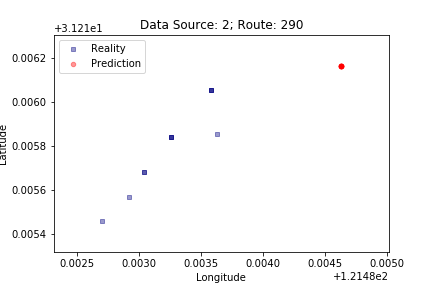 Data Source: 2; Route: 290
+3.121e1
Reality
Prediction
0.0062
0.0060
0.0058
0.0056
0.0054
Latitude
0.0025 0.0030 0.0035 0.0040 0.0045 0.0050
Longitude
+1.2148e2